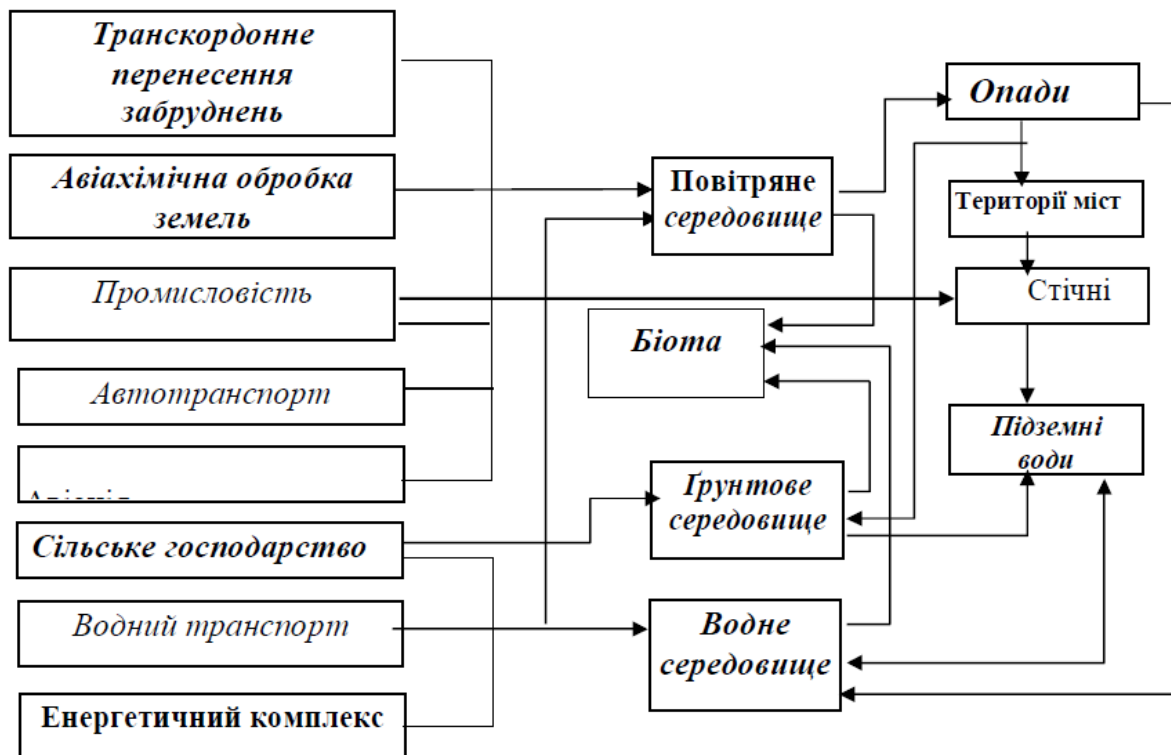 Транскордонне
перенесення
забруднень
Авіахімічна обробка
земель
Промисловість
Автотранспорт
Сільське господарство
Водний транспорт
Енергетичний комплекс
Повітряне
середовище
Біота
Ґрунтове
середовище
Водне
середовище
Опади
Території міст
Стічні
Підземні
води